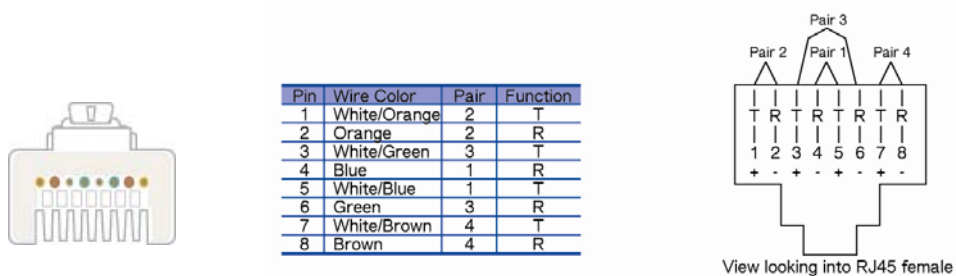 Pin Wire Color Pair Function
1 White/Orange 2 T
2 Orange 2 R
3 White/Green 3 T
4 Blue 1 R
5 White/Blue 1 T
6 Green 3 R
7 White/Brown 4 T
8 Brown 4 R
Pair 3
Pair 2 Pair 1 Pair 4
T R T R T R T R
1 2 3 4 5 6 7 8
+ - + - + - + -
View looking into RJ45 female